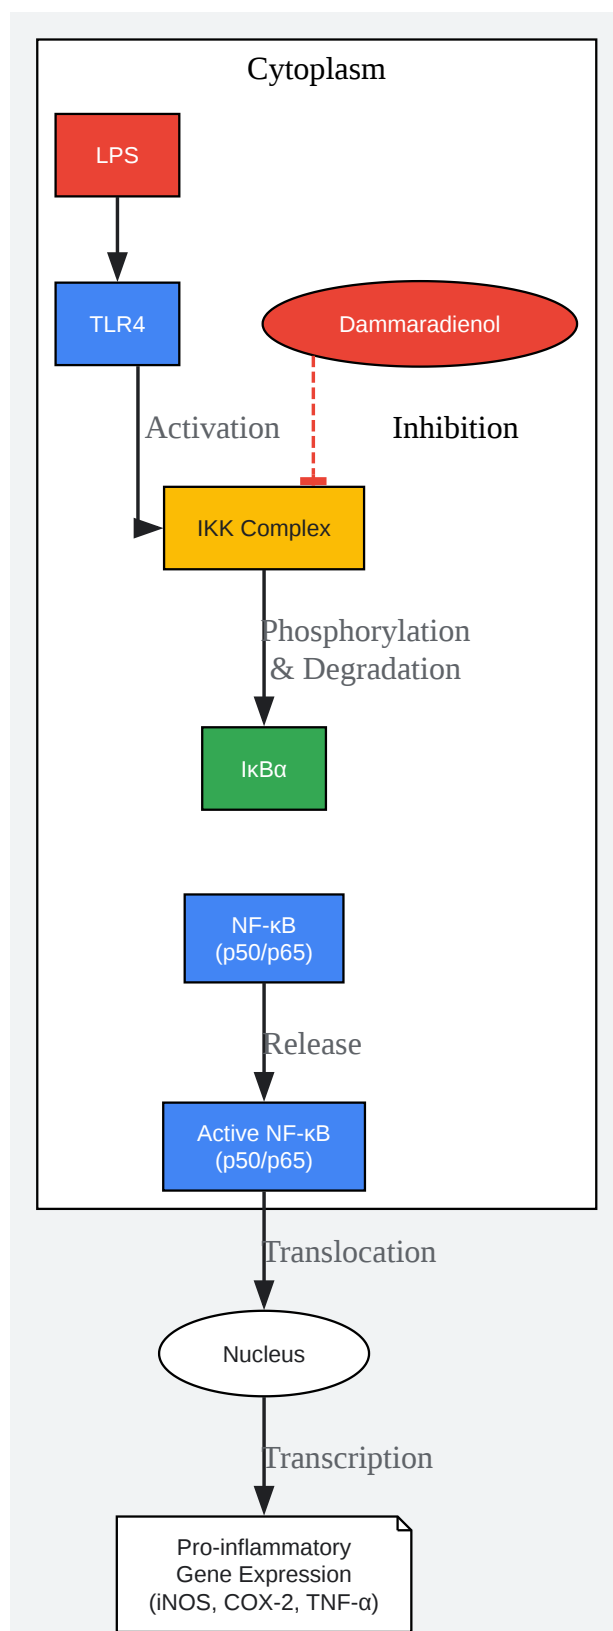 Cytoplasm
LPS
TLR4
Dammaradienol
Activation
Inhibition
IKK Complex
Phosphorylation
& Degradation
IκBα
NF-κB
(p50/p65)
Release
Active NF-κB
(p50/p65)
Translocation
Nucleus
Transcription
Pro-inflammatory
Gene Expression
(iNOS, COX-2, TNF-α)